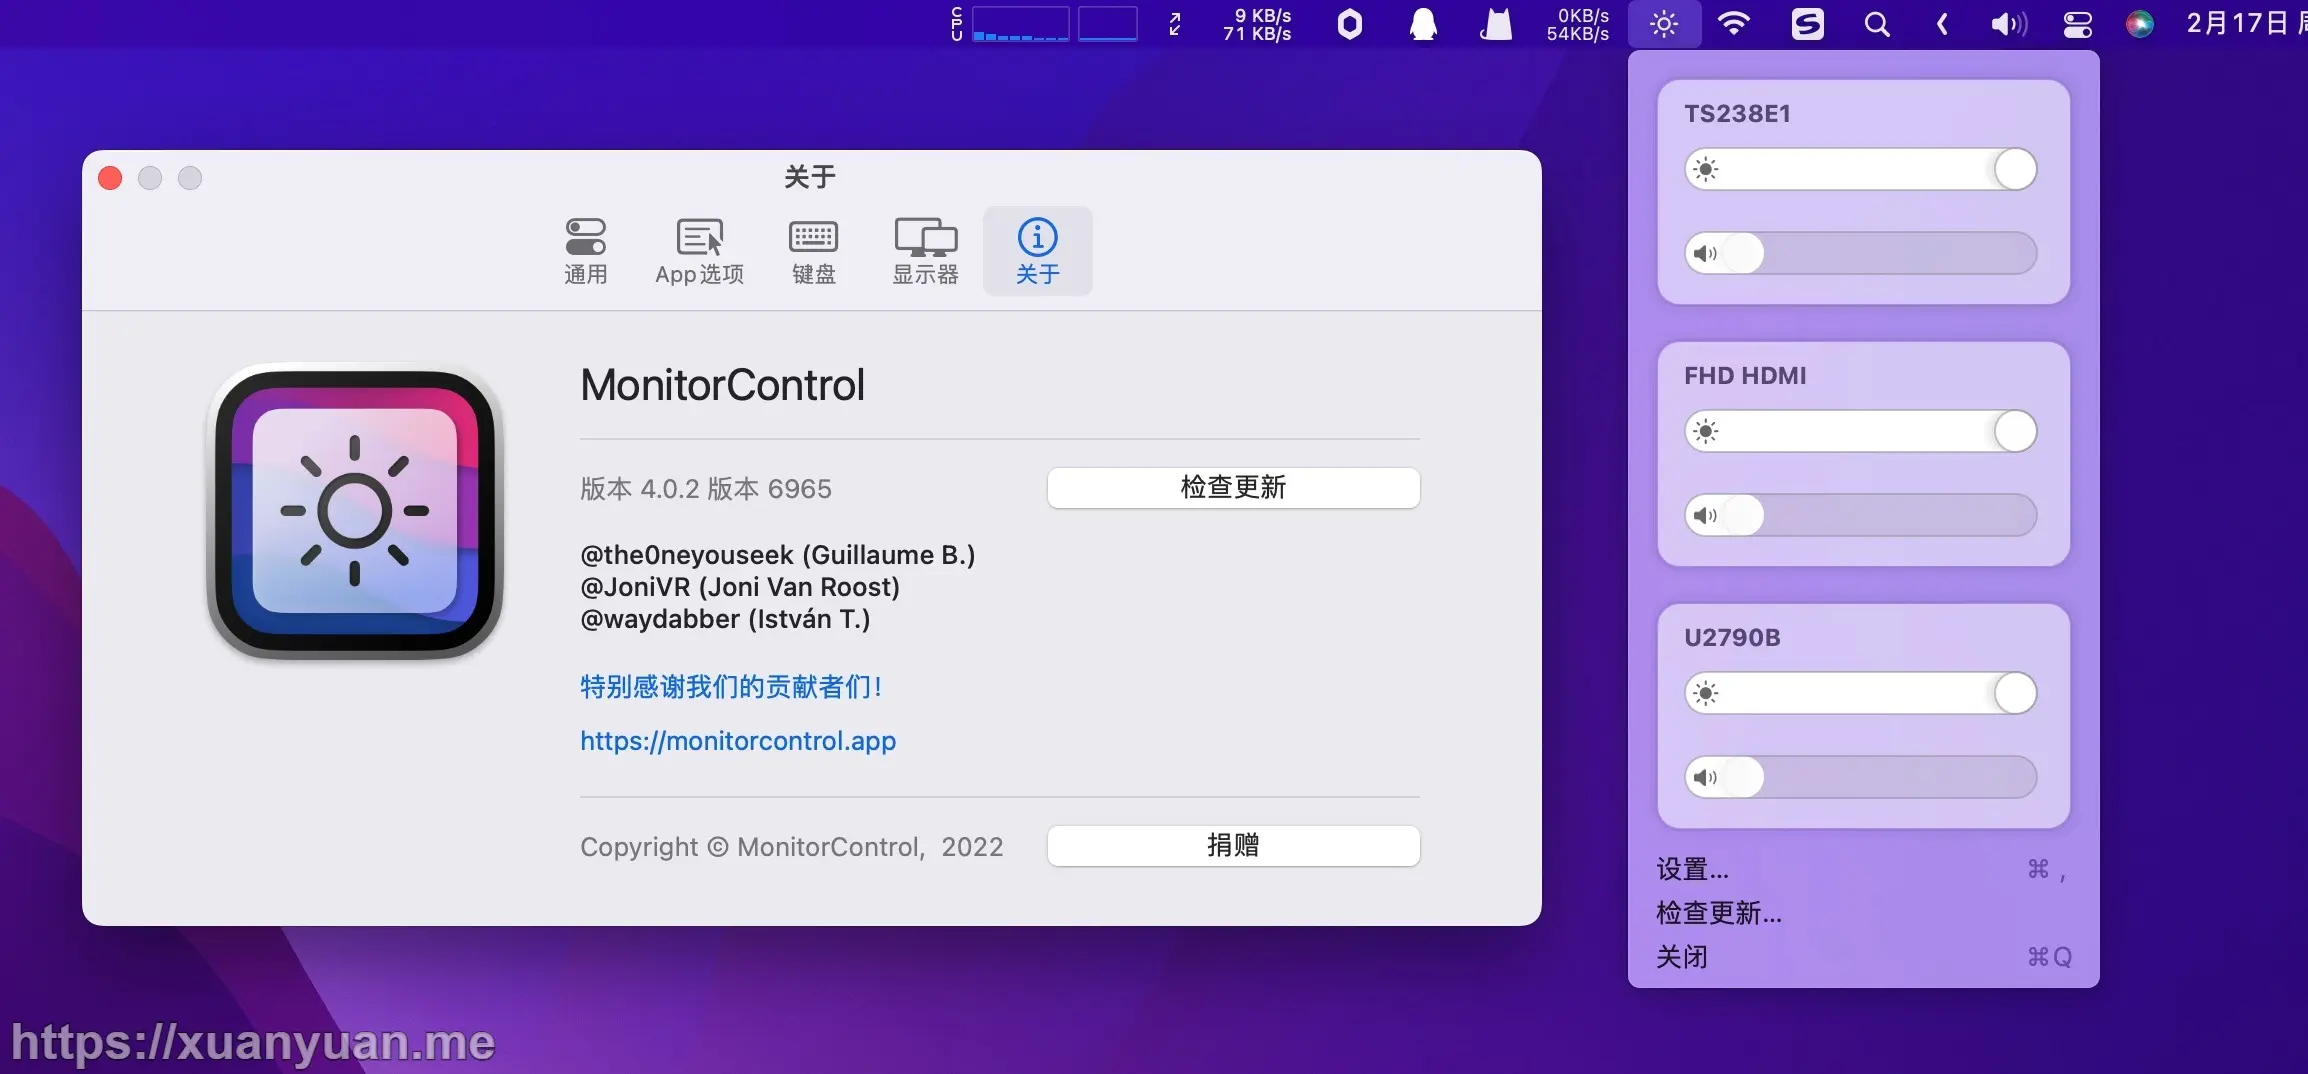 CPU
9 KB/s
71 KB/s
0KB/s
54KB/s
2月17日
关于
通用
App选项
键盘
显示器
关于
MonitorControl
版本 4.0.2 版本 6965
检查更新
@the0neyouseek (Guillaume B.)
@JoniVR (Joni Van Roost)
@waydabber (István T.)
特别感谢我们的贡献者们!
https://monitorcontrol.app
Copyright © MonitorControl, 2022
捐赠
TS238E1
FHD HDMI
U2790B
设置... ⌘ ,
检查更新...
关闭 ⌘Q
https://xuanyuan.me